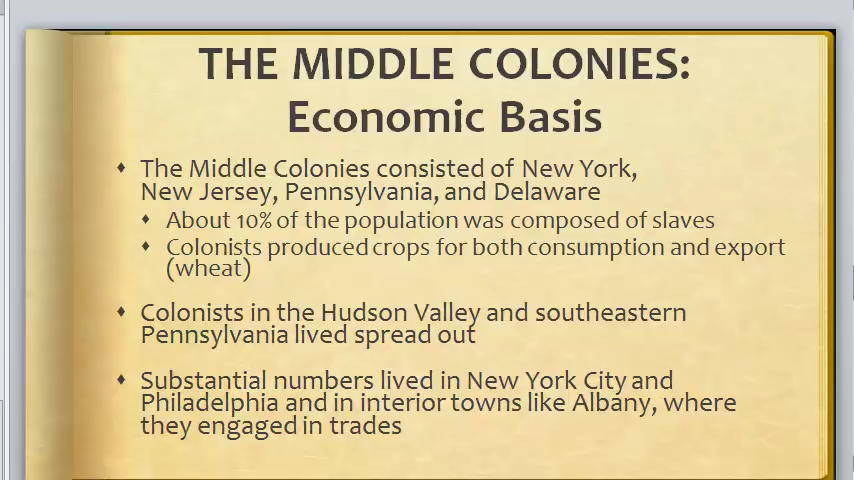 THE MIDDLE COLONIES:
Economic Basis
⬧ The Middle Colonies consisted of New York,
New Jersey, Pennsylvania, and Delaware
⬧ About 10% of the population was composed of slaves
⬧ Colonists produced crops for both consumption and export
(wheat)
⬧ Colonists in the Hudson Valley and southeastern
Pennsylvania lived spread out
⬧ Substantial numbers lived in New York City and
Philadelphia and in interior towns like Albany, where
they engaged in trades